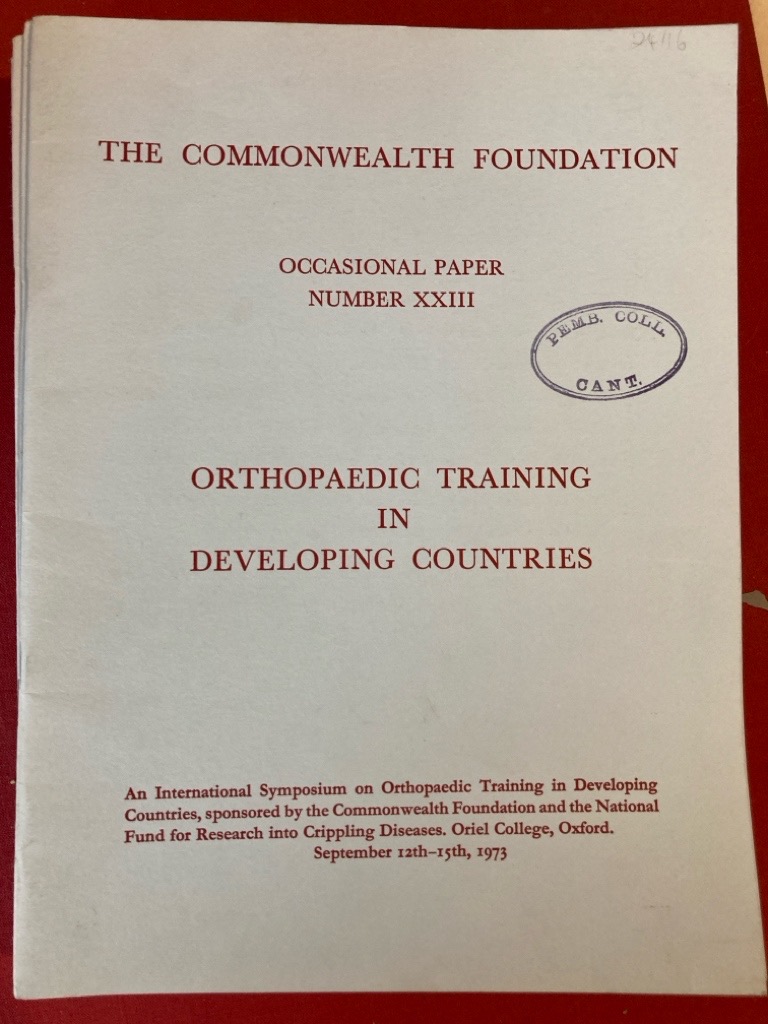 THE COMMONWEALTH FOUNDATION
OCCASIONAL PAPER
NUMBER XXIII
PEMB. COLL.
CANT.
ORTHOPAEDIC TRAINING
IN
DEVELOPING COUNTRIES
An International Symposium on Orthopaedic Training in Developing
Countries, sponsored by the Commonwealth Foundation and the National
Fund for Research into Crippling Diseases. Oriel College, Oxford.
September 12th–15th, 1973